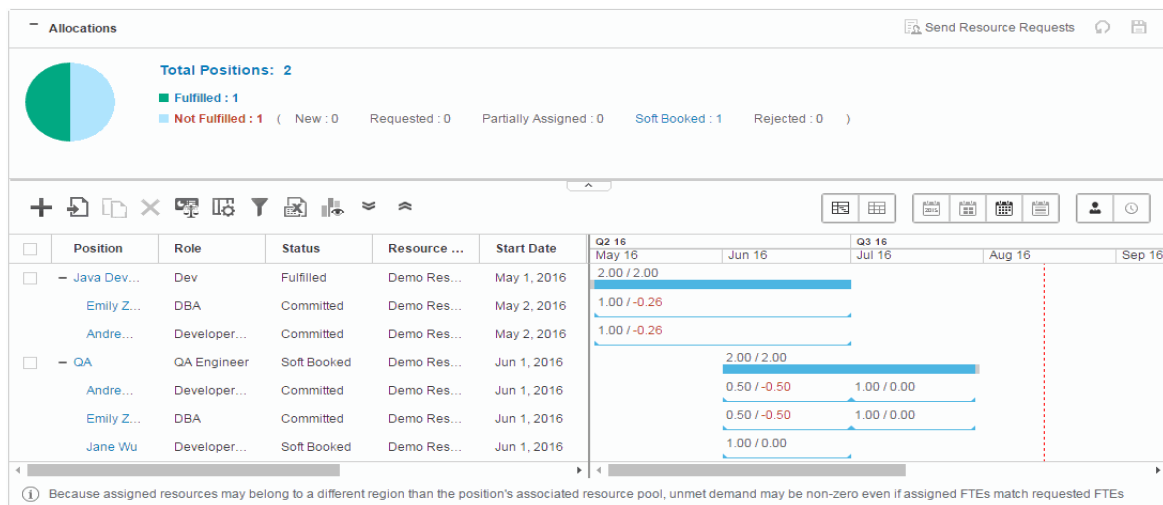 Allocations
Send Resource Requests
Total Positions: 2
Fulfilled : 1
Not Fulfilled : 1 ( New : 0 Requested : 0 Partially Assigned : 0 Soft Booked : 1 Rejected : 0 )
Position Role Status Resource ... Start Date
Q2 16 Q3 16
May 16 Jun 16 Jul 16 Aug 16 Sep 16
Java Dev... Dev Fulfilled Demo Res... May 1, 2016 2.00 / 2.00
Emily Z... DBA Committed Demo Res... May 2, 2016 1.00 / -0.26
Andre... Developer... Committed Demo Res... May 2, 2016 1.00 / -0.26
QA QA Engineer Soft Booked Demo Res... Jun 1, 2016 2.00 / 2.00
Andre... Developer... Committed Demo Res... Jun 1, 2016 0.50 / -0.50 1.00 / 0.00
Emily Z... DBA Committed Demo Res... Jun 1, 2016 0.50 / -0.50 1.00 / 0.00
Jane Wu Developer... Soft Booked Demo Res... Jun 1, 2016 1.00 / 0.00
Because assigned resources may belong to a different region than the position's associated resource pool, unmet demand may be non-zero even if assigned FTEs match requested FTEs